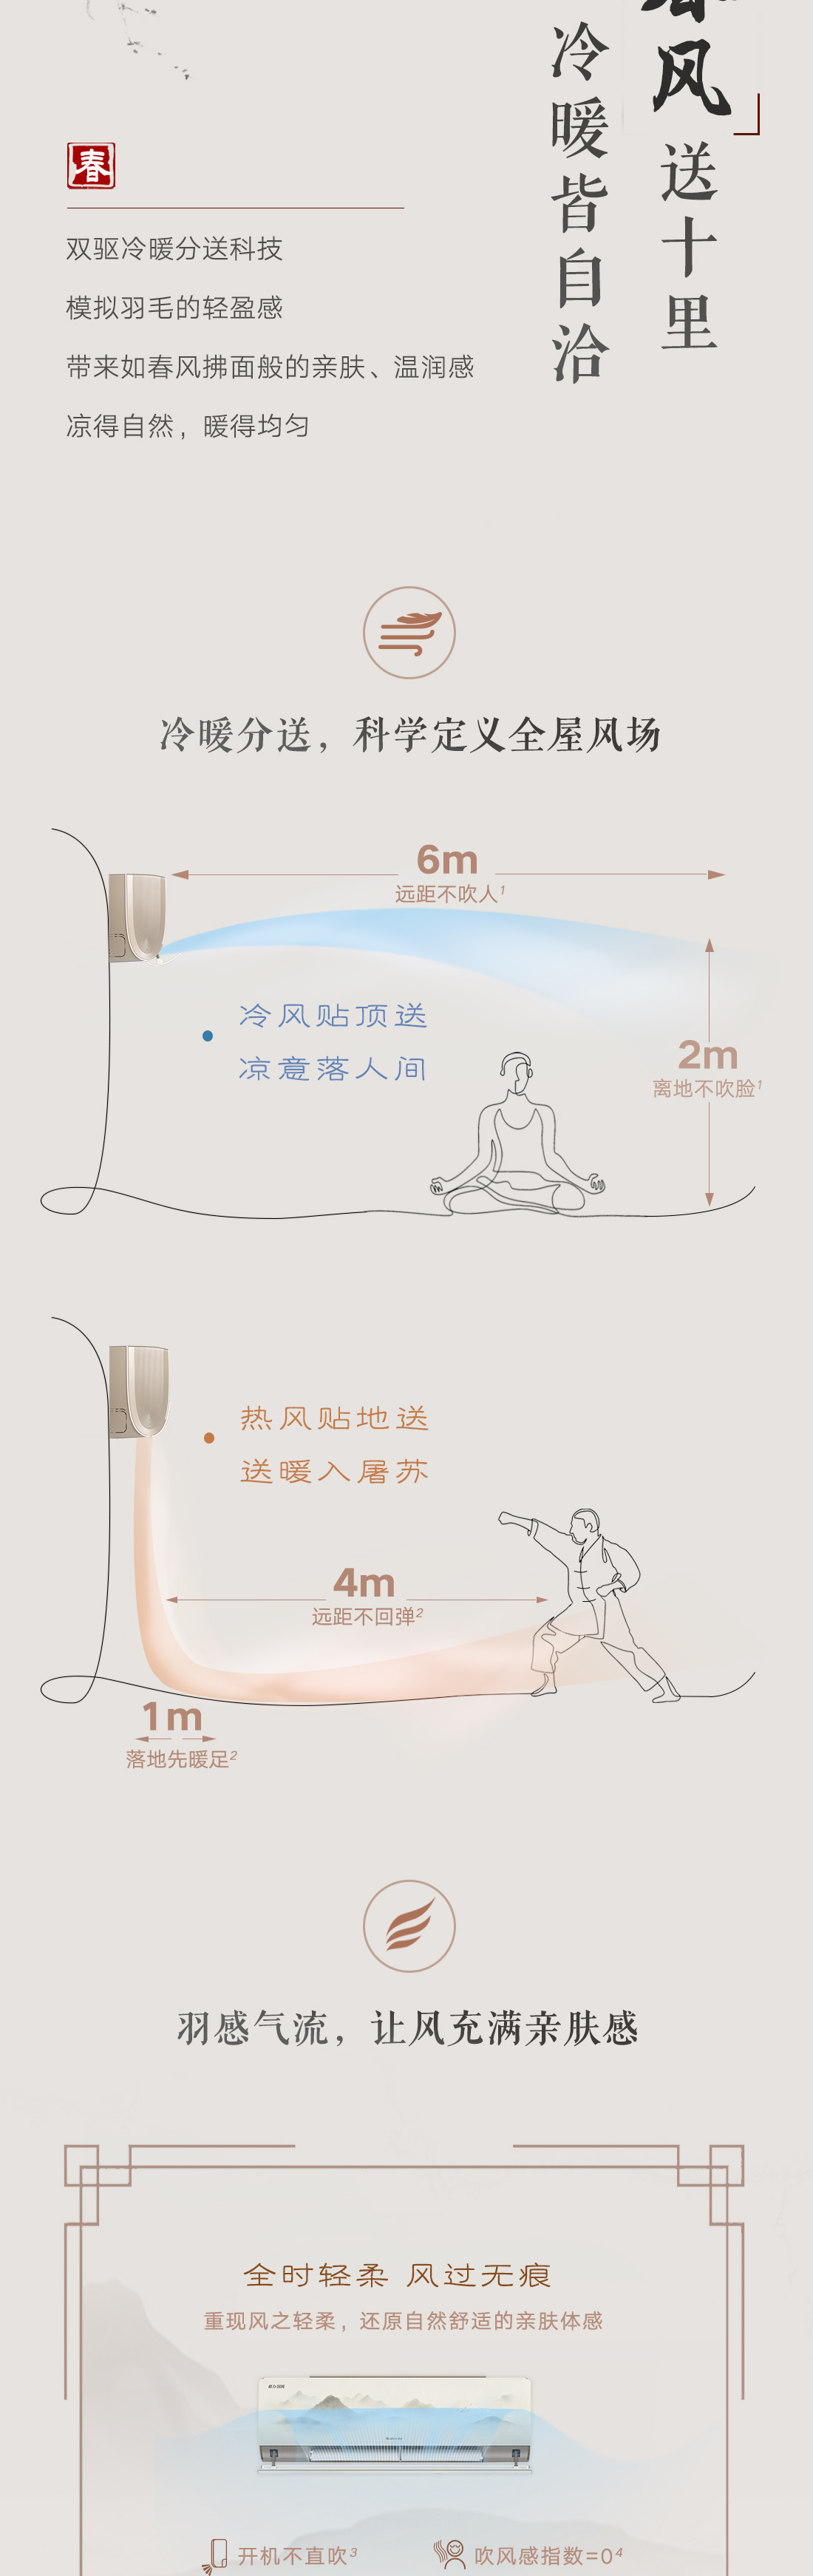 风送十里
冷暖皆自洽
春
双驱冷暖分送科技
模拟羽毛的轻盈感
带来如春风拂面般的亲肤、温润感
凉得自然，暖得均匀
冷暖分送，科学定义全屋风场
6m
远距不吹人1
冷风贴顶送
凉意落人间
2m
离地不吹脸1
热风贴地送
送暖入屠苏
4m
远距不回弹2
1m
落地先暖足2
羽感气流，让风充满亲肤感
全时轻柔 风过无痕
重现风之轻柔，还原自然舒适的亲肤体感
开机不直吹3
吹风感指数=04